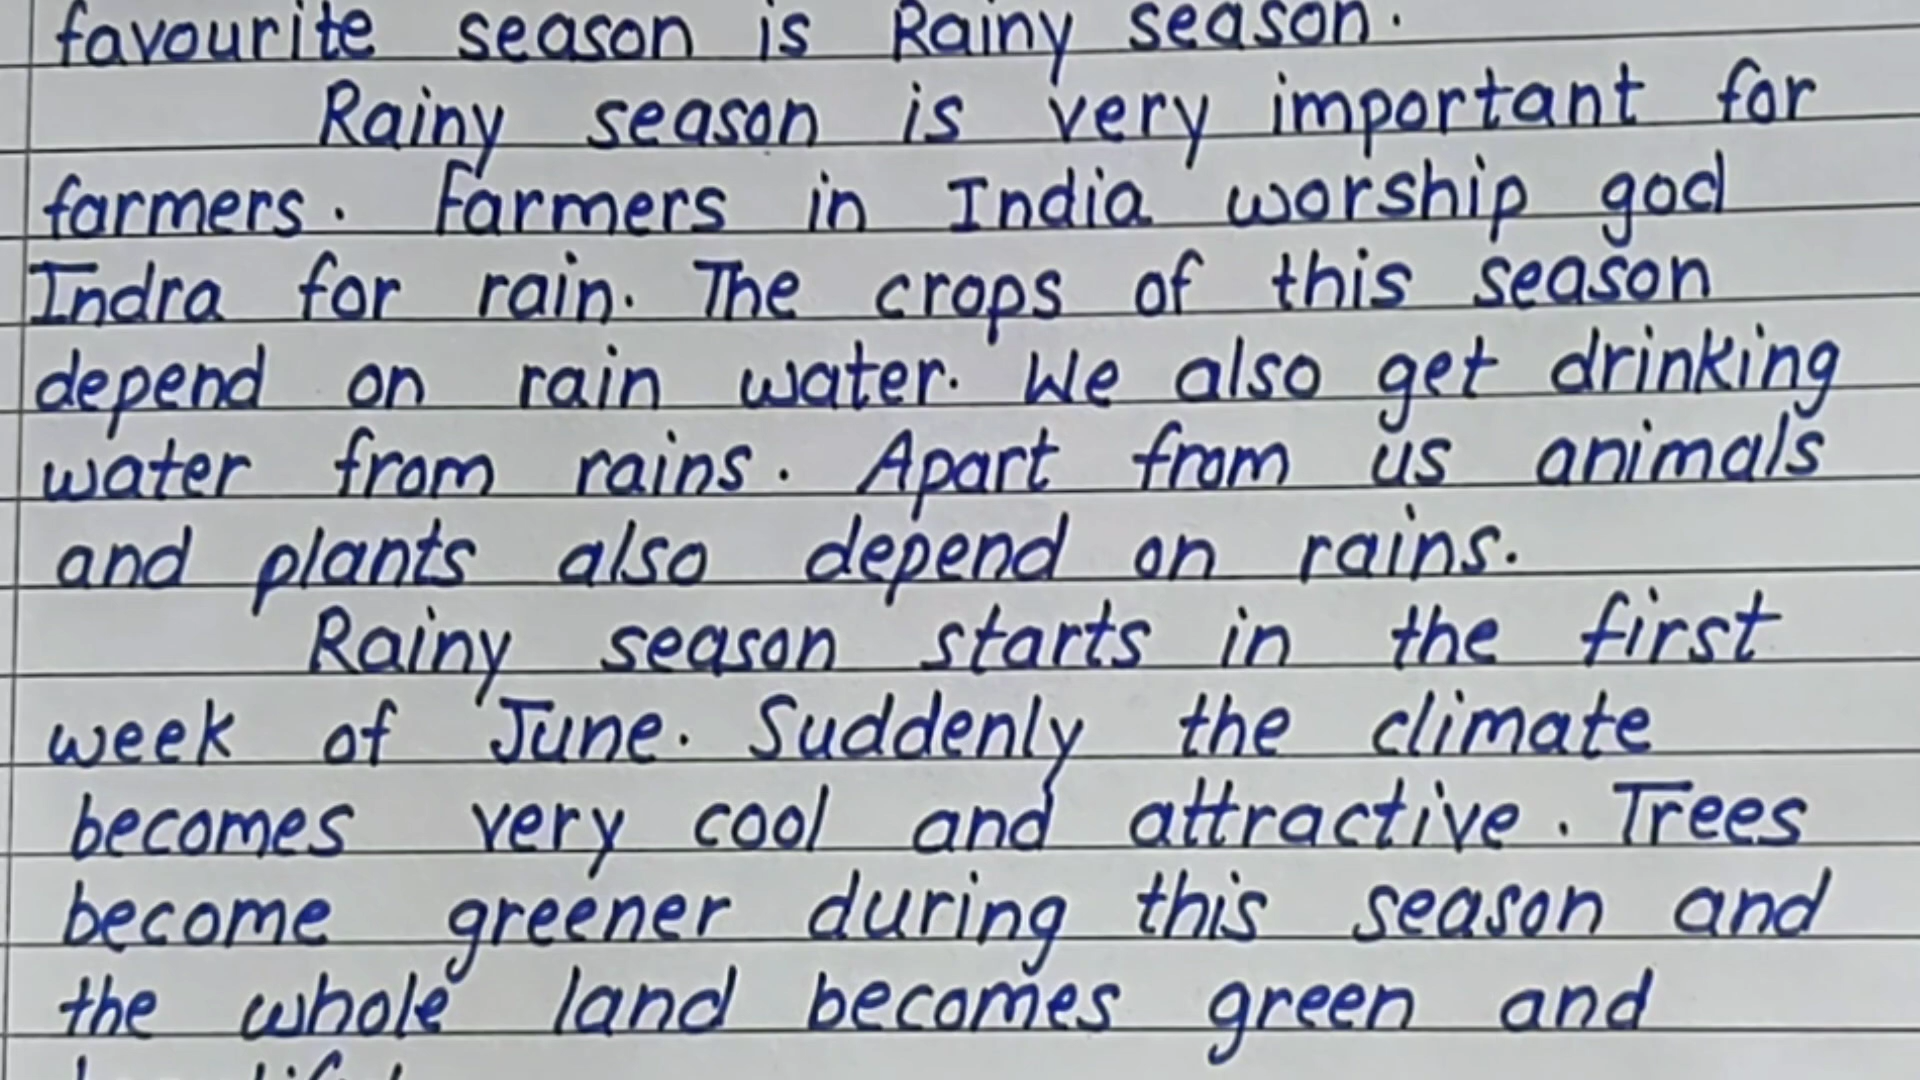 favourite season is Rainy season.
Rainy season is very important for
farmers. Farmers in India worship god
Indra for rain. The crops of this season
depend on rain water. We also get drinking
water from rains. Apart from us animals
and plants also depend on rains.
Rainy season starts in the first
week of June. Suddenly the climate
becomes very cool and attractive. Trees
become greener during this season and
the whole land becomes green and